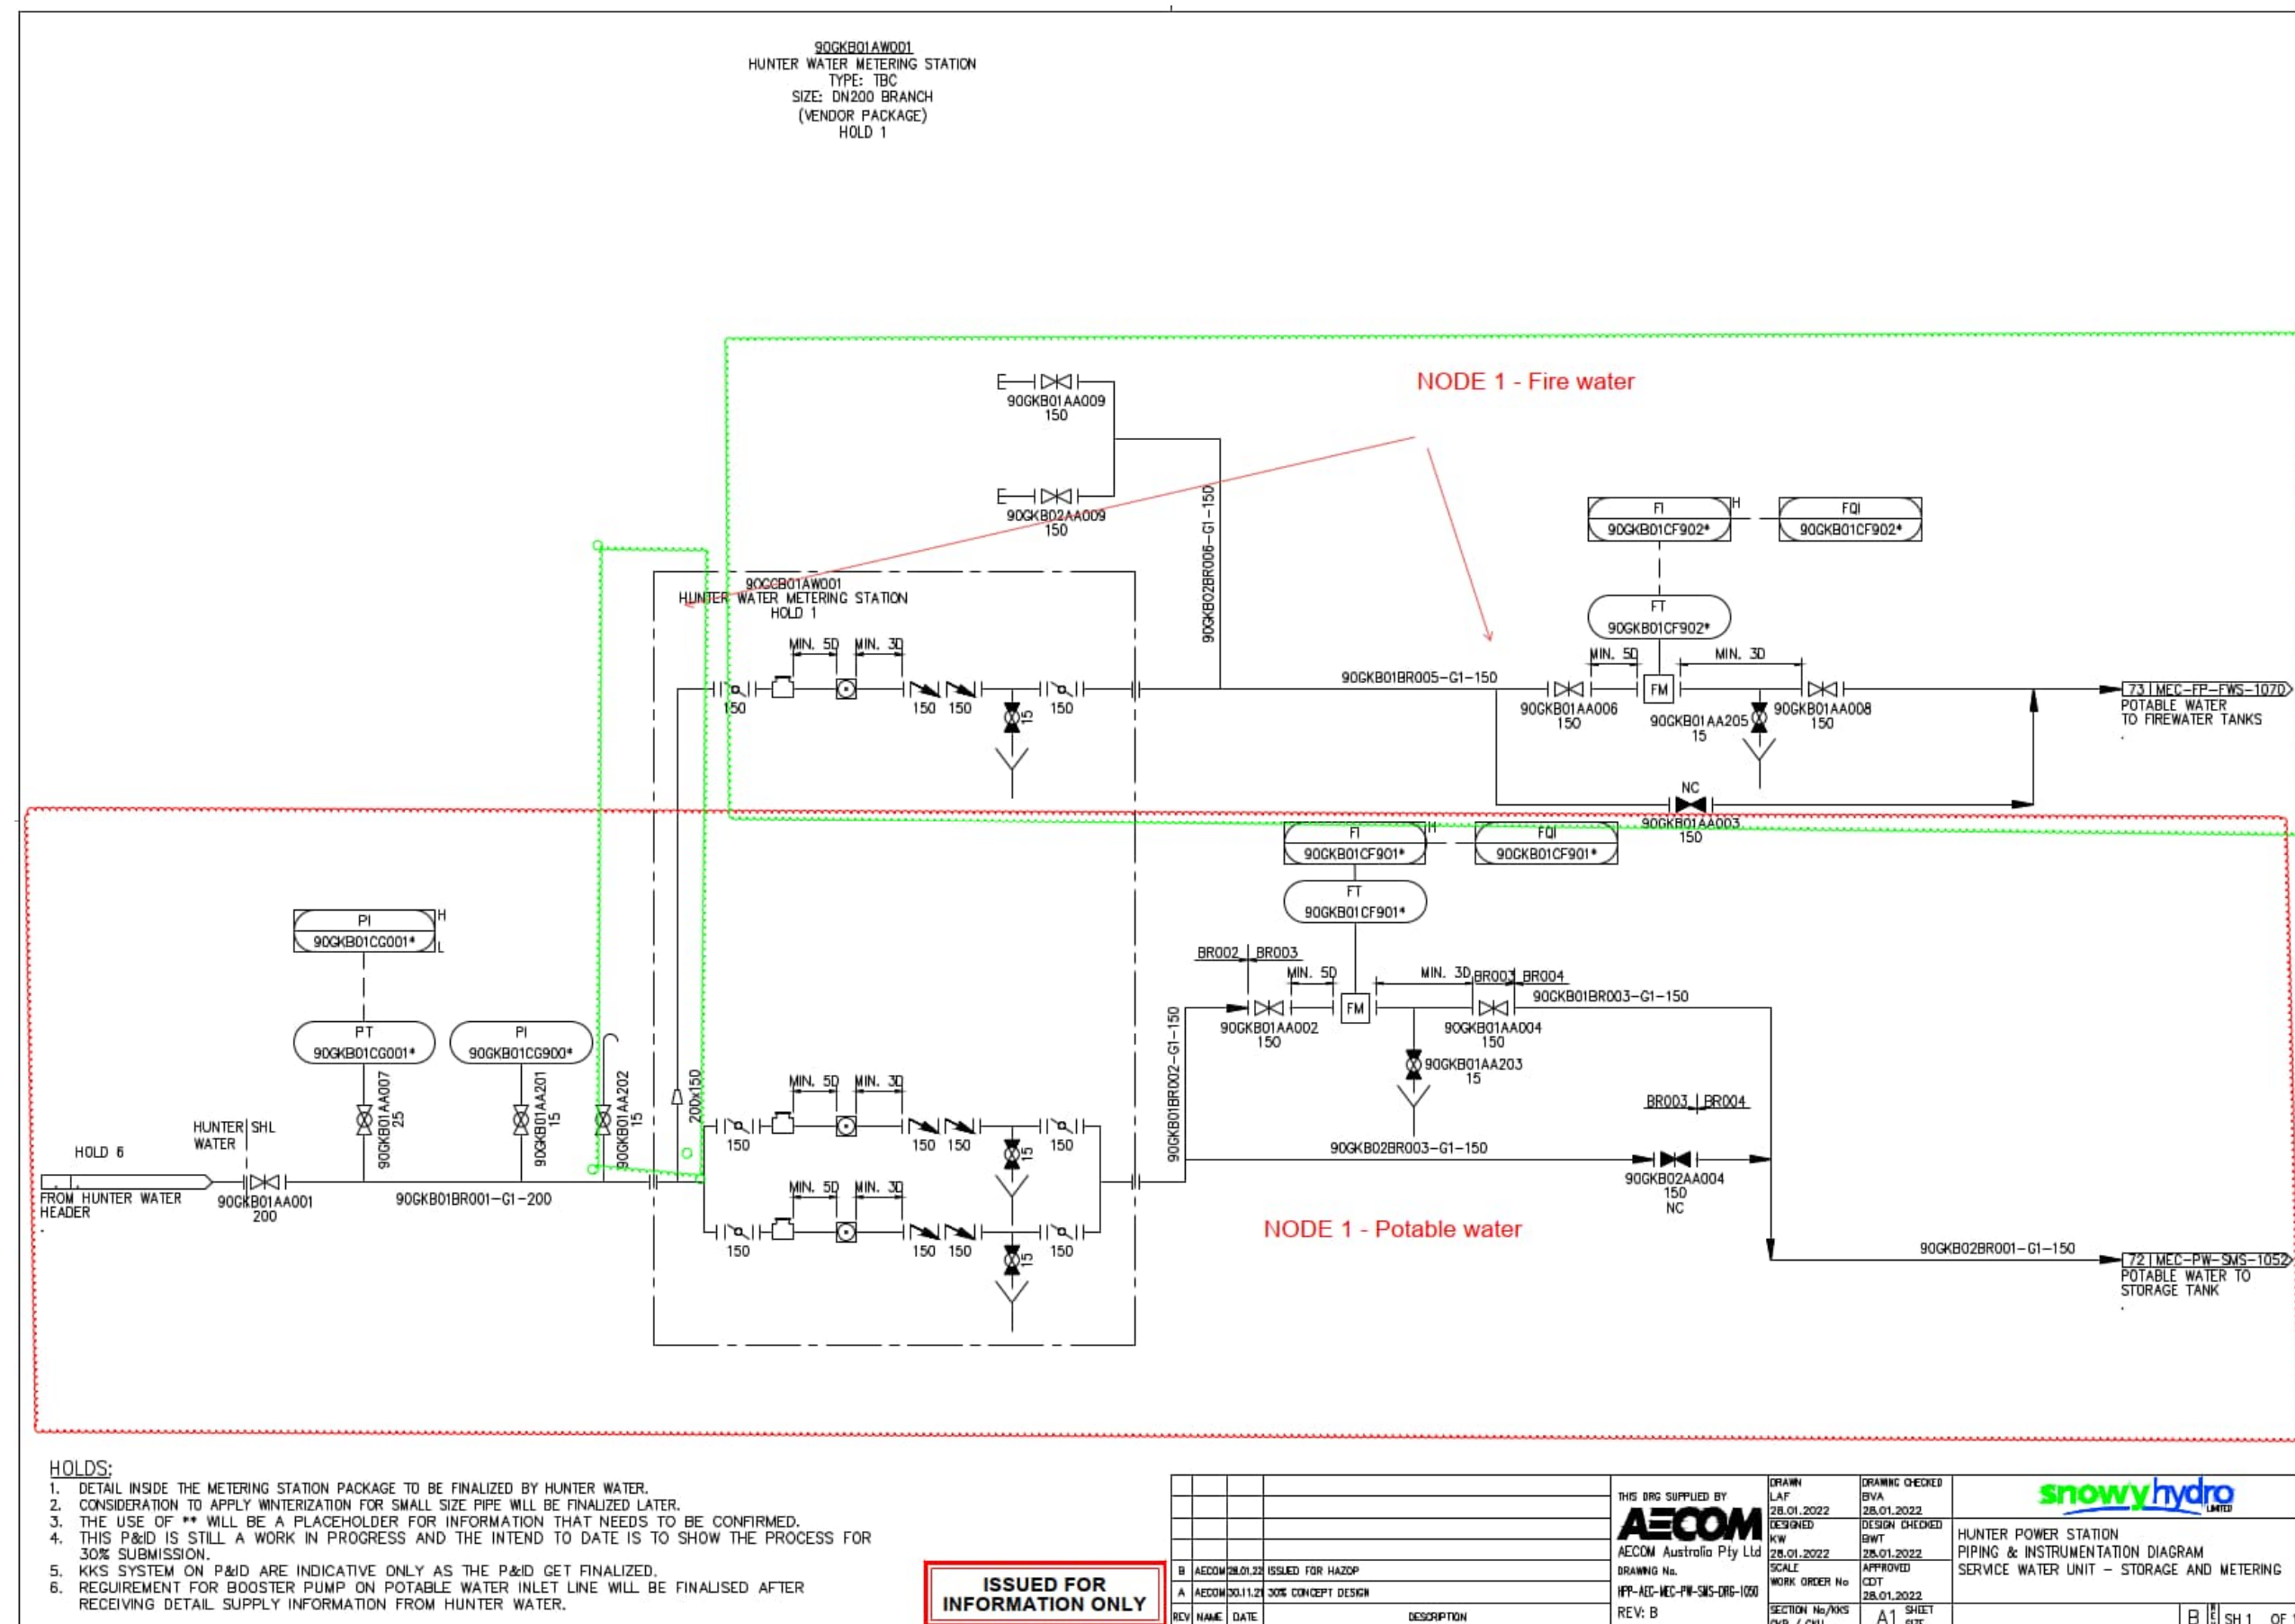 90GKB01AW001
HUNTER WATER METERING STATION
TYPE: TBC
SIZE: DN200 BRANCH
(VENDOR PACKAGE)
HOLD 1
NODE 1 - Fire water
90GKB01AA009
150
90GKB02AA009
150
90GKB02BR006-G1-150
FI
90GKB01CF902*
H
FQI
90GKB01CF902*
FT
90GKB01CF902*
90GCB01AW001
HUNTER WATER METERING STATION
HOLD 1
MIN. 5D
MIN. 3D
150
150
150
15
150
90GKB01BR005-G1-150
MIN. 5D
MIN. 3D
FM
90GKB01AA006
150
90GKB01AA205
15
90GKB01AA008
150
73 MEC-FP-FWS-1070
POTABLE WATER
TO FIREWATER TANKS
NC
90GKB01AA003
150
FI
90GKB01CF901*
H
FQI
90GKB01CF901*
FT
90GKB01CF901*
PI
90GKB01CG001*
H
L
PT
90GKB01CG001*
PI
90GKB01CG900*
90GKB01AA007
25
90GKB01AA201
15
90GKB01AA202
15
200x150
HUNTER WATER
SHL
HOLD 6
FROM HUNTER WATER
HEADER
90GKB01AA001
200
90GKB01BR001-G1-200
MIN. 5D
MIN. 3D
150
150
150
15
150
MIN. 5D
MIN. 3D
150
150
150
15
150
90GKB01BR002-G1-150
BR002
BR003
MIN. 5D
MIN. 3D
BR003
BR004
90GKB01BR003-G1-150
FM
90GKB01AA002
150
90GKB01AA004
150
90GKB01AA203
15
90GKB02BR003-G1-150
BR003
BR004
90GKB02AA004
150
NC
NODE 1 - Potable water
90GKB02BR001-G1-150
72 MEC-PW-SMS-1052
POTABLE WATER TO
STORAGE TANK
HOLDS:
1. DETAIL INSIDE THE METERING STATION PACKAGE TO BE FINALIZED BY HUNTER WATER.
2. CONSIDERATION TO APPLY WINTERIZATION FOR SMALL SIZE PIPE WILL BE FINALIZED LATER.
3. THE USE OF ** WILL BE A PLACEHOLDER FOR INFORMATION THAT NEEDS TO BE CONFIRMED.
4. THIS P&ID IS STILL A WORK IN PROGRESS AND THE INTEND TO DATE IS TO SHOW THE PROCESS FOR
30% SUBMISSION.
5. KKS SYSTEM ON P&ID ARE INDICATIVE ONLY AS THE P&ID GET FINALIZED.
6. REGUIREMENT FOR BOOSTER PUMP ON POTABLE WATER INLET LINE WILL BE FINALISED AFTER
RECEIVING DETAIL SUPPLY INFORMATION FROM HUNTER WATER.
ISSUED FOR
INFORMATION ONLY
B AECOM 28.01.22 ISSUED FOR HAZOP
A AECOM 30.11.21 30% CONCEPT DESIGN
REV NAME DATE DESCRIPTION
THIS DRG SUPPLIED BY
AECOM
AECOM Australia Pty Ltd
DRAWING No.
HPP-AEC-MEC-PW-SMS-DRG-1050
REV: B
DRAWN
LAF
28.01.2022
DESIGNED
KW
28.01.2022
SCALE
WORK ORDER No
SECTION No/KKS
DRAWING CHECKED
BVA
28.01.2022
DESIGN CHECKED
BWT
28.01.2022
APPROVED
CDT
28.01.2022
A1 SHEET
snowyhydro
LIMITED
HUNTER POWER STATION
PIPING & INSTRUMENTATION DIAGRAM
SERVICE WATER UNIT - STORAGE AND METERING
B
SH 1 OF